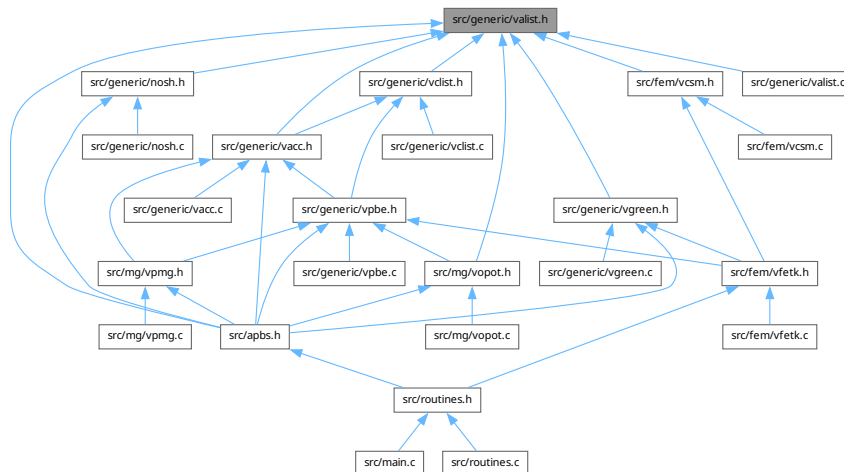 src/generic/valist.h
src/generic/nosh.h
src/generic/vclist.h
src/fem/vcsm.h
src/generic/valist.c
src/generic/nosh.c
src/generic/vacc.h
src/generic/vclist.c
src/fem/vcsm.c
src/generic/vacc.c
src/generic/vpbe.h
src/generic/vgreen.h
src/mg/vpmg.h
src/generic/vpbe.c
src/mg/vopot.h
src/generic/vgreen.c
src/fem/vfetk.h
src/mg/vpmg.c
src/apbs.h
src/mg/vopot.c
src/fem/vfetk.c
src/routines.h
src/main.c
src/routines.c